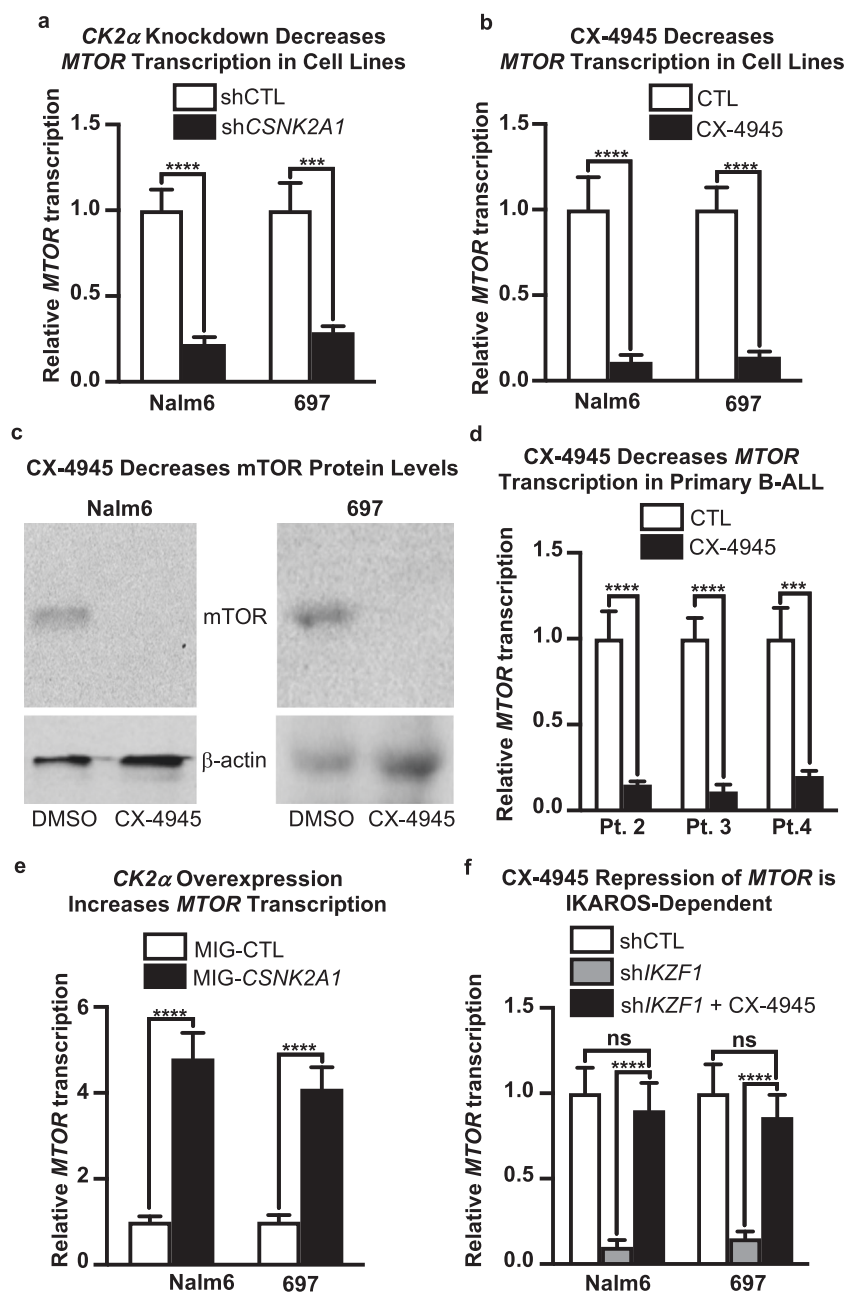 a
CK2α Knockdown Decreases
MTOR Transcription in Cell Lines
shCTL
shCSNK2A1
Relative MTOR transcription
1.5
1.0
0.5
0.0
****
***
Nalm6
697
b
CX-4945 Decreases
MTOR Transcription in Cell Lines
CTL
CX-4945
Relative MTOR transcription
1.5
1.0
0.5
0.0
****
****
Nalm6
697
c
CX-4945 Decreases mTOR Protein Levels
Nalm6
697
mTOR
β-actin
DMSO CX-4945
DMSO CX-4945
d
CX-4945 Decreases MTOR
Transcription in Primary B-ALL
CTL
CX-4945
Relative MTOR transcription
1.5
1.0
0.5
0.0
****
****
***
Pt. 2
Pt. 3
Pt.4
e
CK2α Overexpression
Increases MTOR Transcription
MIG-CTL
MIG-CSNK2A1
Relative MTOR transcription
6
4
2
0
****
****
Nalm6
697
f
CX-4945 Repression of MTOR is
IKAROS-Dependent
shCTL
shIKZF1
shIKZF1 + CX-4945
Relative MTOR transcription
1.5
1.0
0.5
0.0
ns
****
ns
****
Nalm6
697